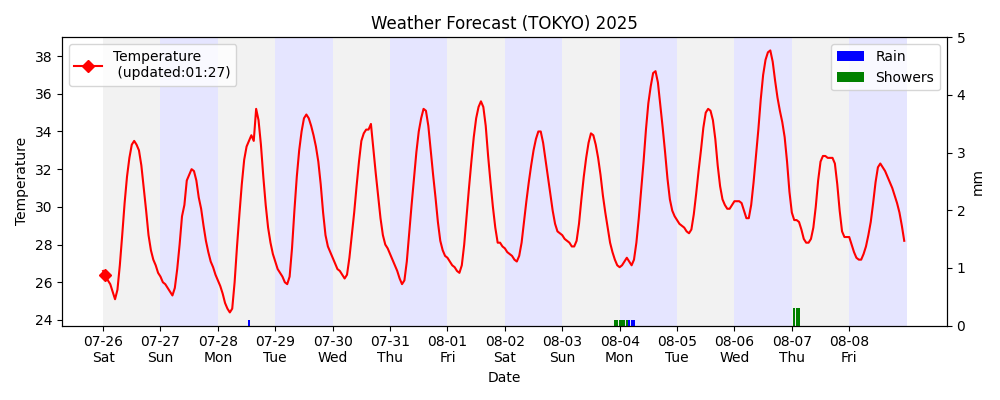 Weather Forecast (TOKYO) 2025
Temperature
(updated:01:27)
Rain
Showers
Temperature
38
36
34
32
30
28
26
24
5
4
3
2
1
0
mm
07-26 07-27 07-28 07-29 07-30 07-31 08-01 08-02 08-03 08-04 08-05 08-06 08-07 08-08
Sat Sun Mon Tue Wed Thu Fri Sat Sun Mon Tue Wed Thu Fri
Date